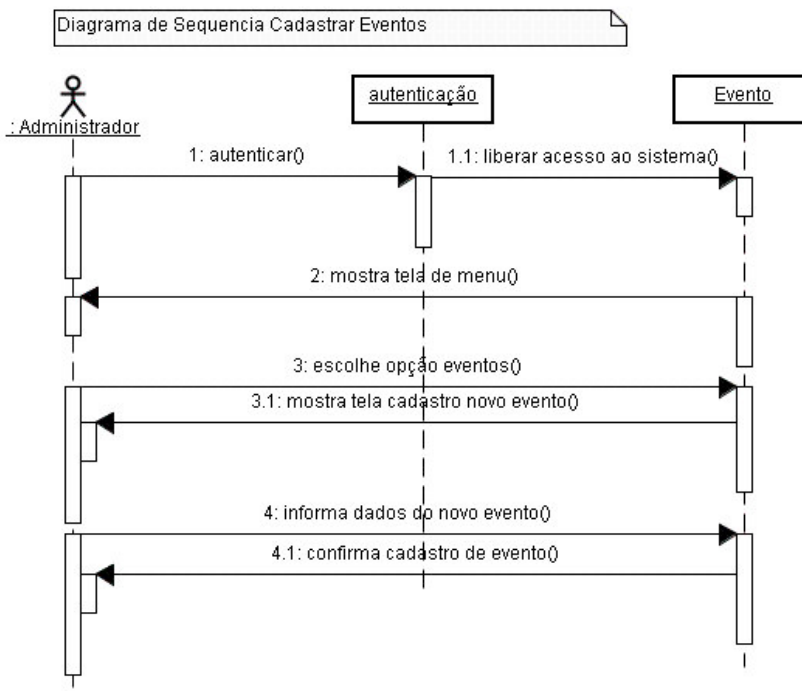 Diagrama de Sequencia Cadastrar Eventos
: Administrador
autenticação
Evento
1: autenticar()
1.1: liberar acesso ao sistema()
2: mostra tela de menu()
3: escolhe opção eventos()
3.1: mostra tela cadastro novo evento()
4: informa dados do novo evento()
4.1: confirma cadastro de evento()